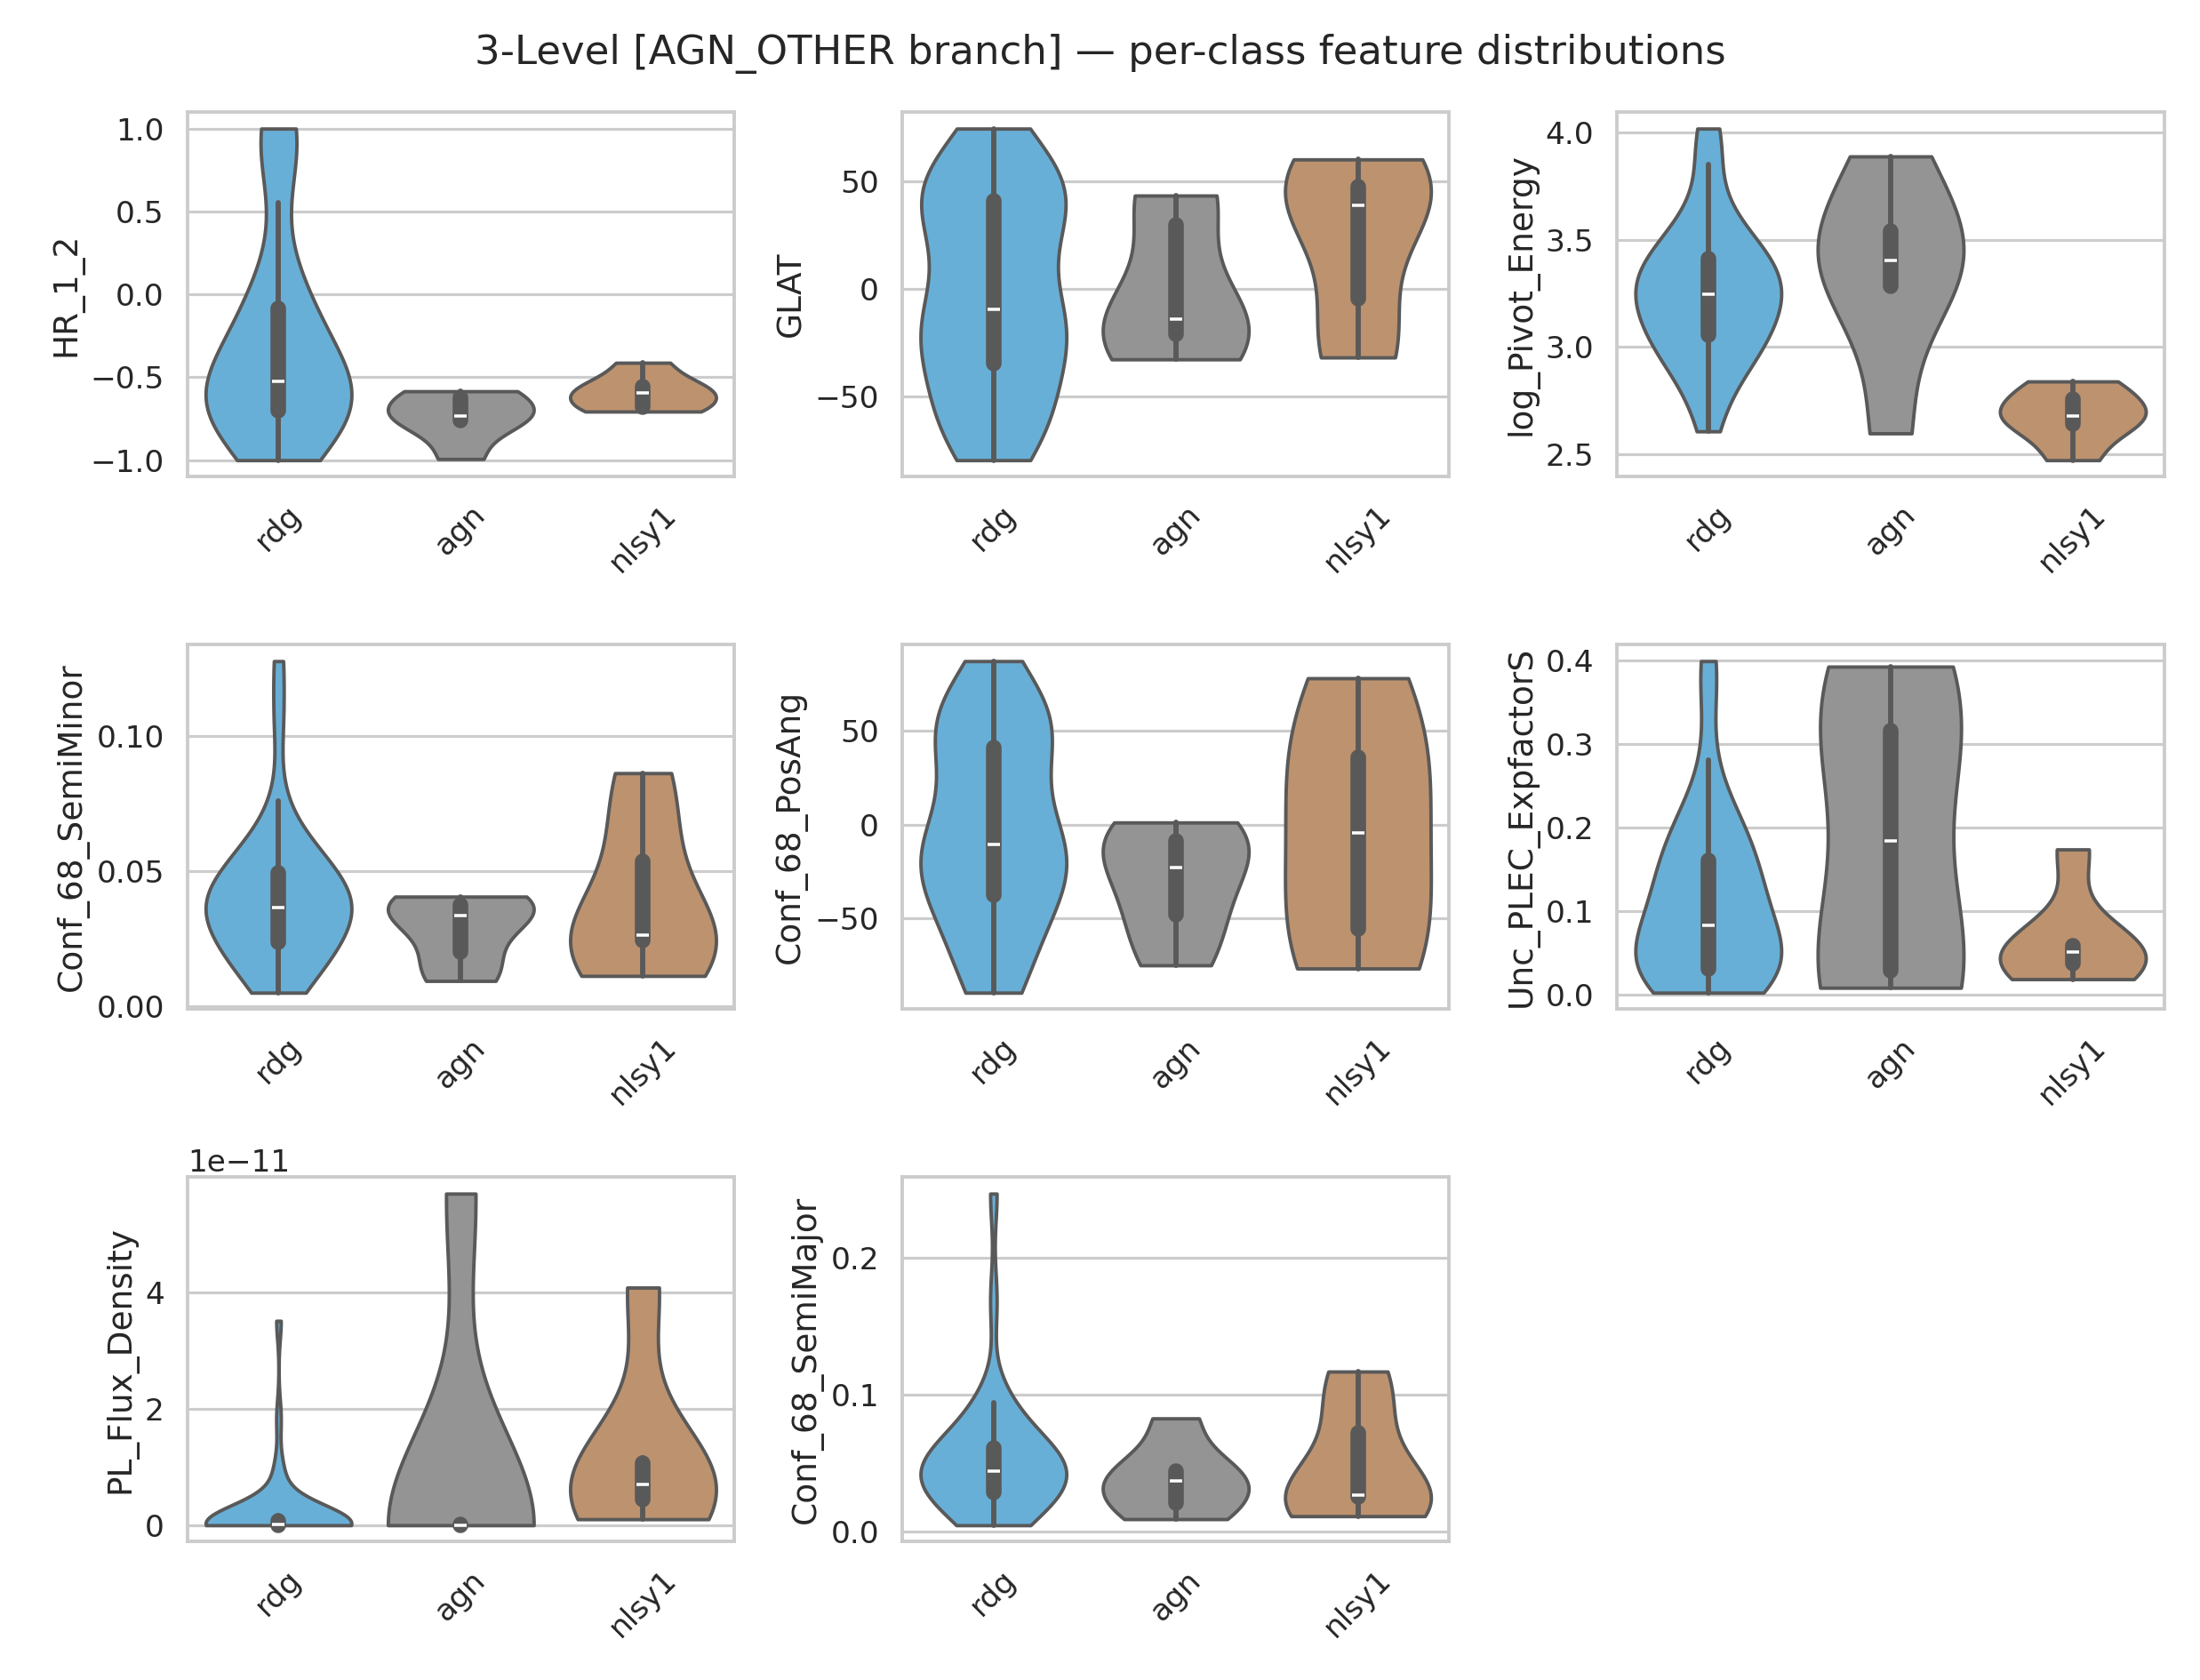 3-Level [AGN_OTHER branch] — per-class feature distributions
HR_1_2
1.0
0.5
0.0
−0.5
−1.0
rdg
agn
nlsy1
GLAT
50
0
−50
rdg
agn
nlsy1
log_Pivot_Energy
4.0
3.5
3.0
2.5
rdg
agn
nlsy1
Conf_68_SemiMinor
0.10
0.05
0.00
rdg
agn
nlsy1
Conf_68_PosAng
50
0
−50
rdg
agn
nlsy1
Unc_PLEC_ExpfactorS
0.4
0.3
0.2
0.1
0.0
rdg
agn
nlsy1
1e−11
PL_Flux_Density
4
2
0
rdg
agn
nlsy1
Conf_68_SemiMajor
0.2
0.1
0.0
rdg
agn
nlsy1